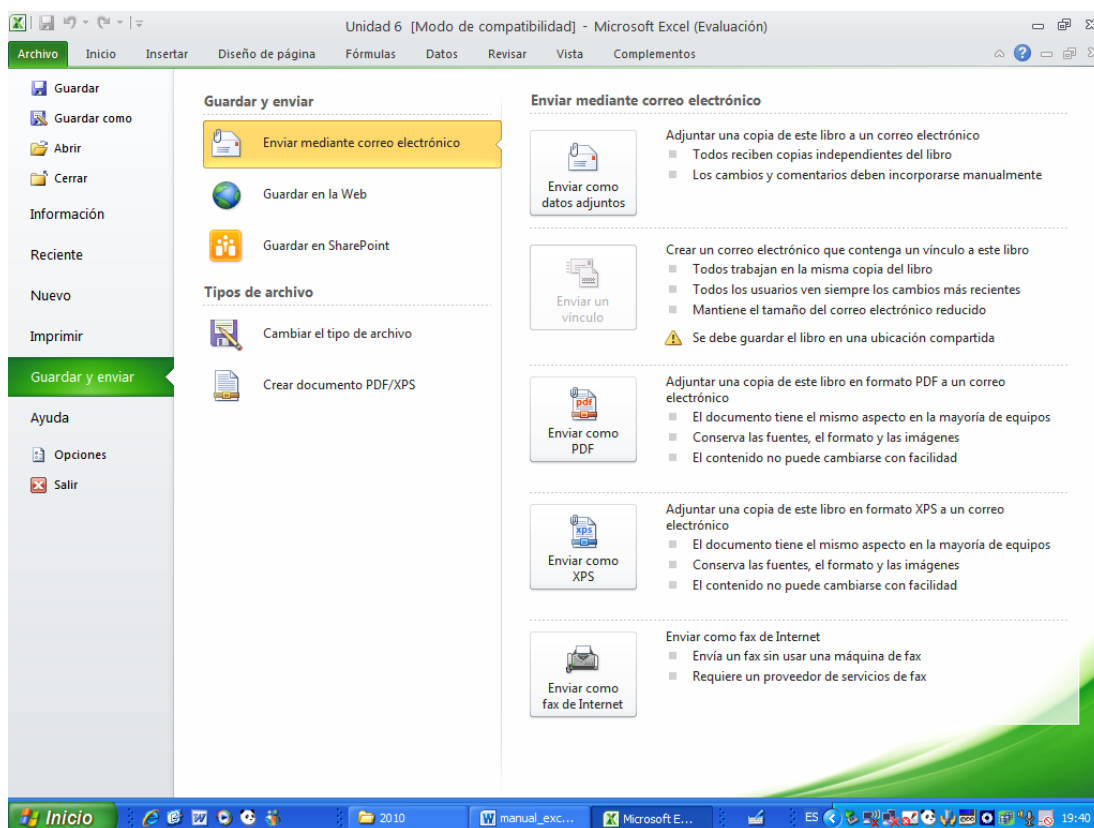 Unidad 6 [Modo de compatibilidad] - Microsoft Excel (Evaluación)
Archivo Inicio Insertar Diseño de página Fórmulas Datos Revisar Vista Complementos
Guardar
Guardar como
Abrir
Cerrar
Información
Reciente
Nuevo
Imprimir
Guardar y enviar
Ayuda
Opciones
Salir
Guardar y enviar
Enviar mediante correo electrónico
Guardar en la Web
Guardar en SharePoint
Tipos de archivo
Cambiar el tipo de archivo
Crear documento PDF/XPS
Enviar mediante correo electrónico
Enviar como
datos adjuntos
Adjuntar una copia de este libro a un correo electrónico
Todos reciben copias independientes del libro
Los cambios y comentarios deben incorporarse manualmente
Enviar un
vínculo
Crear un correo electrónico que contenga un vínculo a este libro
Todos trabajan en la misma copia del libro
Todos los usuarios ven siempre los cambios más recientes
Mantiene el tamaño del correo electrónico reducido
Se debe guardar el libro en una ubicación compartida
pdf
Enviar como
PDF
Adjuntar una copia de este libro en formato PDF a un correo
electrónico
El documento tiene el mismo aspecto en la mayoría de equipos
Conserva las fuentes, el formato y las imágenes
El contenido no puede cambiarse con facilidad
xps
Enviar como
XPS
Adjuntar una copia de este libro en formato XPS a un correo
electrónico
El documento tiene el mismo aspecto en la mayoría de equipos
Conserva las fuentes, el formato y las imágenes
El contenido no puede cambiarse con facilidad
Enviar como
fax de Internet
Enviar como fax de Internet
Envía un fax sin usar una máquina de fax
Requiere un proveedor de servicios de fax
Inicio 2010 manual_exc... Microsoft E... ES 19:40